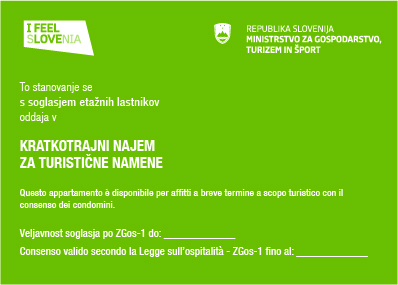 I FEEL
SLOVENIA
REPUBLIKA SLOVENIJA
MINISTRSTVO ZA GOSPODARSTVO,
TURIZEM IN ŠPORT
To stanovanje se
s soglasjem etažnih lastnikov
oddaja v
KRATKOTRAJNI NAJEM
ZA TURISTIČNE NAMENE
Questo appartamento è disponibile per affitti a breve termine a scopo turistico con il
consenso dei condomini.
Veljavnost soglasja po ZGos-1 do: ______________
Consenso valido secondo la Legge sull'ospitalità - ZGos-1 fino al: ______________